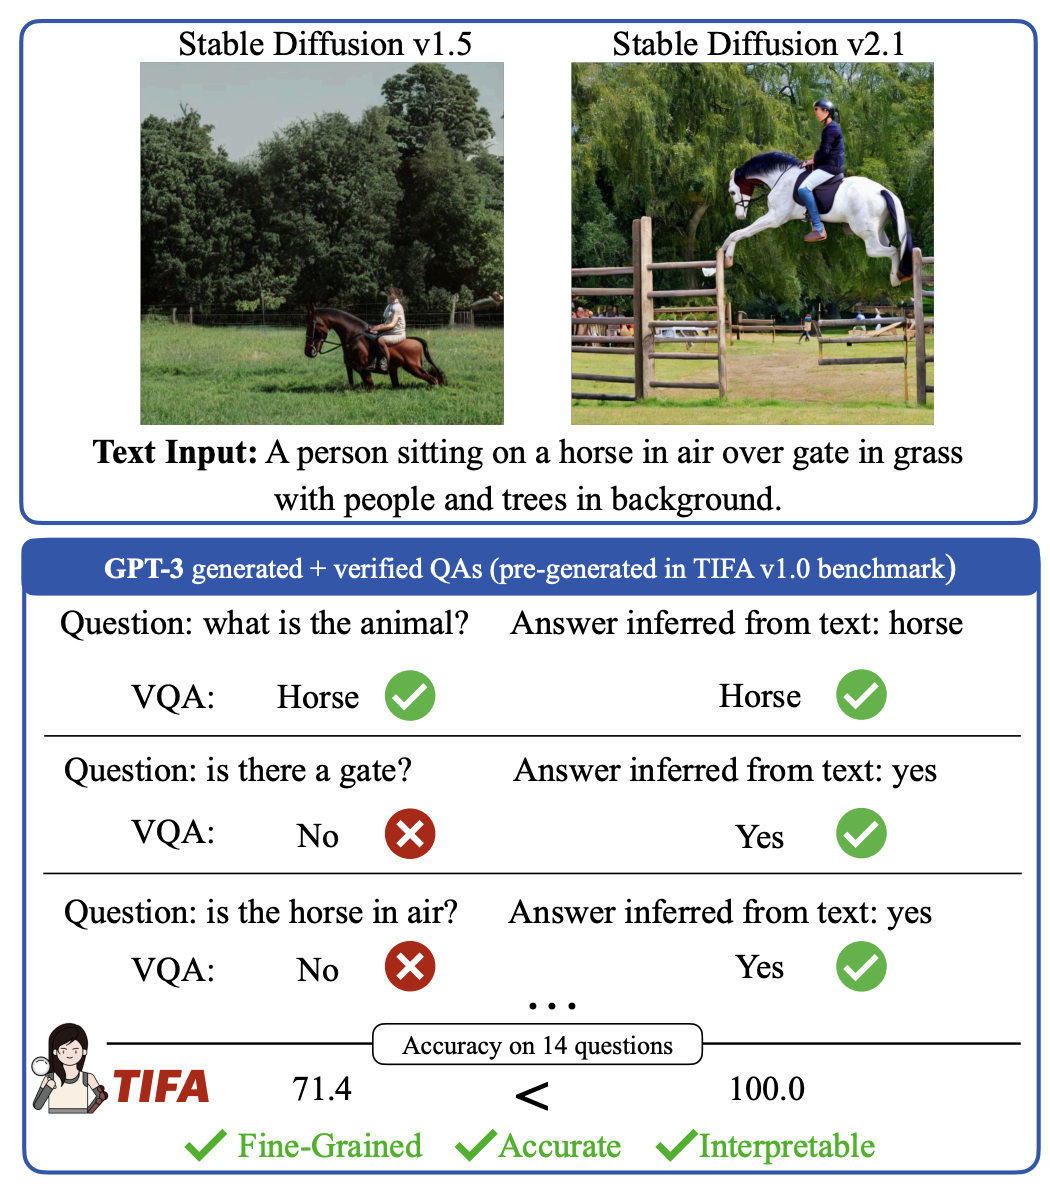 Stable Diffusion v1.5 Stable Diffusion v2.1
Text Input: A person sitting on a horse in air over gate in grass
with people and trees in background.
GPT-3 generated + verified QAs (pre-generated in TIFA v1.0 benchmark)
Question: what is the animal? Answer inferred from text: horse
VQA: Horse Horse
Question: is there a gate? Answer inferred from text: yes
VQA: No Yes
Question: is the horse in air? Answer inferred from text: yes
VQA: No Yes
...
Accuracy on 14 questions
TIFA 71.4 < 100.0
Fine-Grained Accurate Interpretable